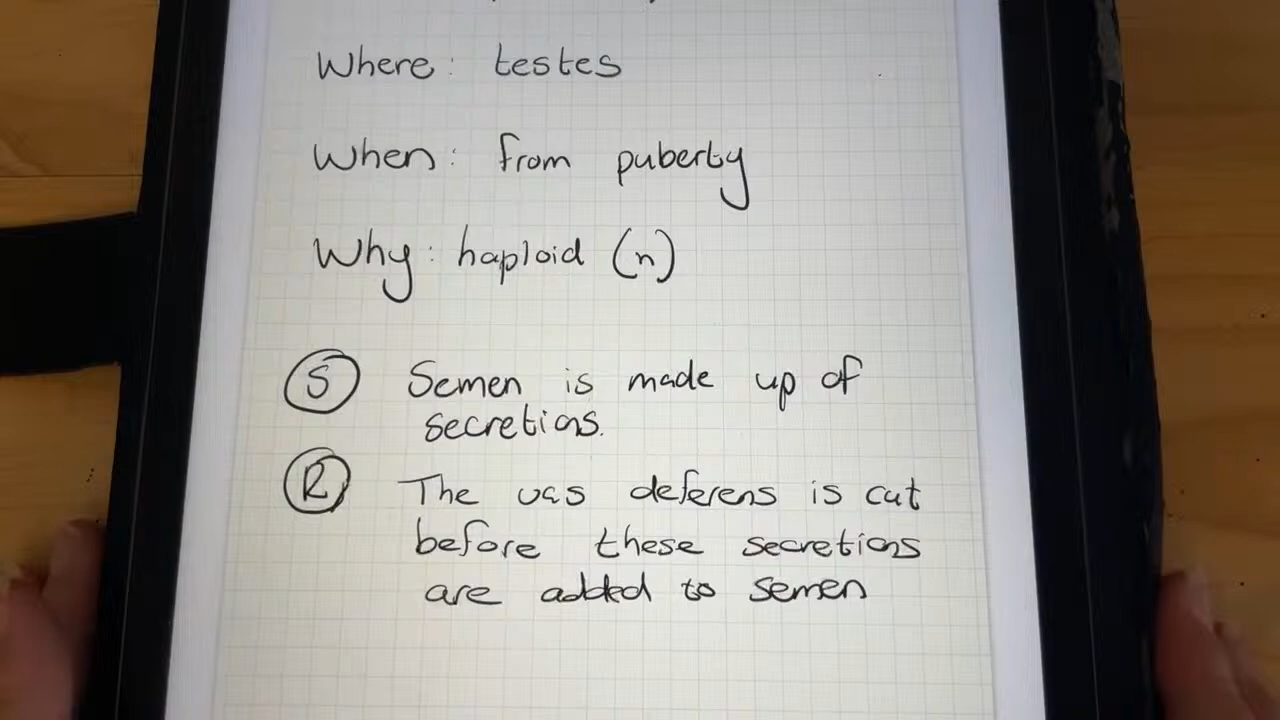 Where: testes
When: from puberty
Why: haploid (n)
S Semen is made up of
secretions.
R The vas deferens is cut
before these secretions
are added to semen